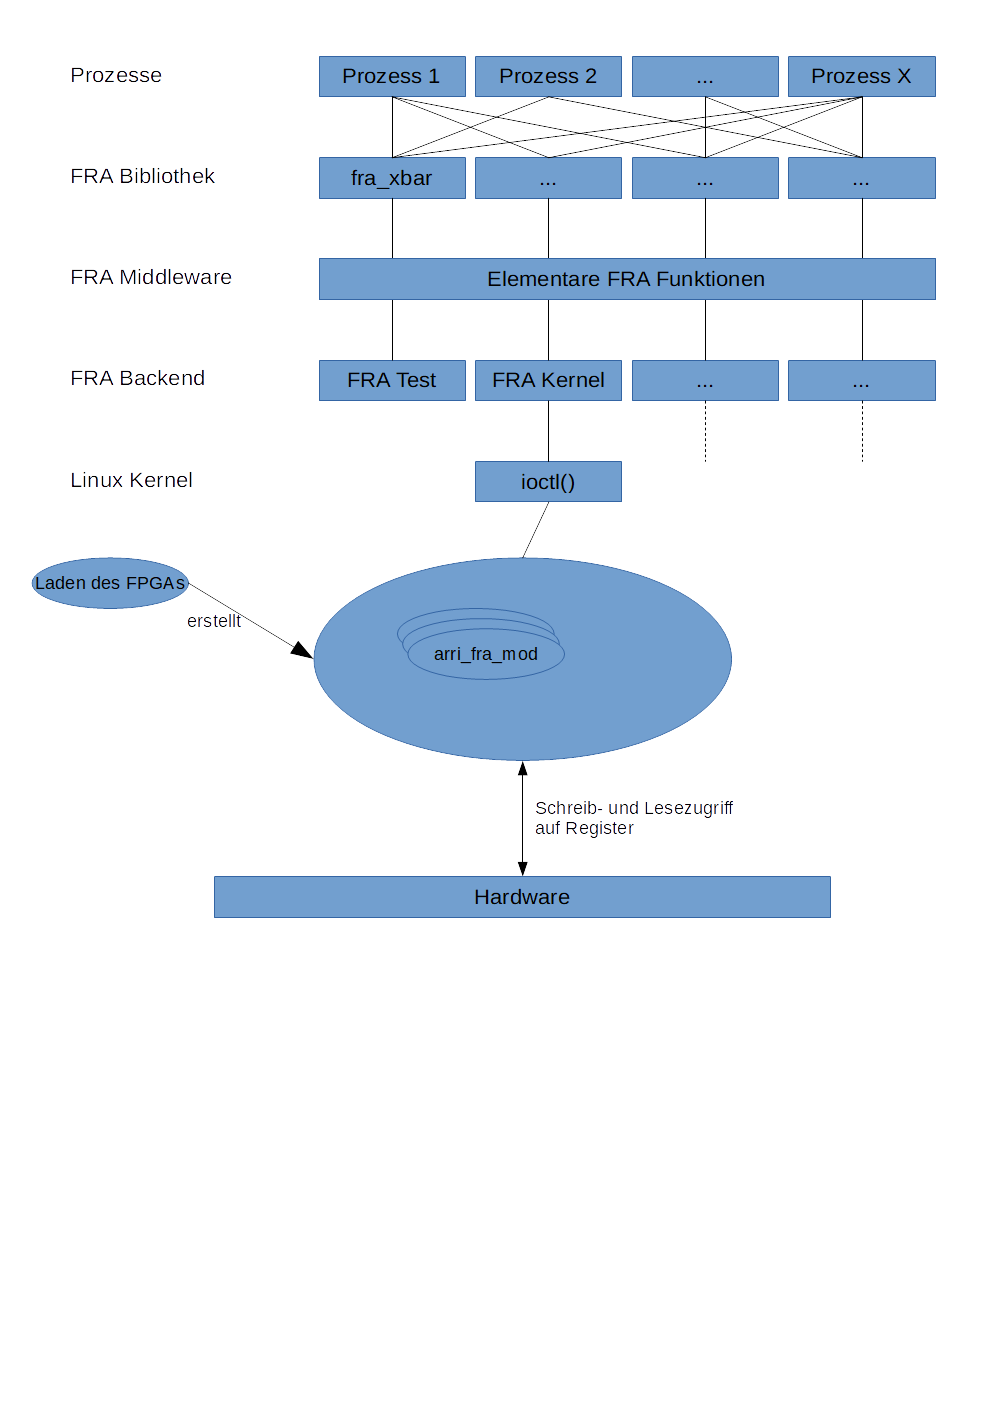 Prozesse
Prozess 1
Prozess 2
...
Prozess X
FRA Bibliothek
fra_xbar
...
...
...
FRA Middleware
Elementare FRA Funktionen
FRA Backend
FRA Test
FRA Kernel
...
...
Linux Kernel
ioctl()
Laden des FPGAs
erstellt
arri_fra_mod
Schreib- und Lesezugriff
auf Register
Hardware